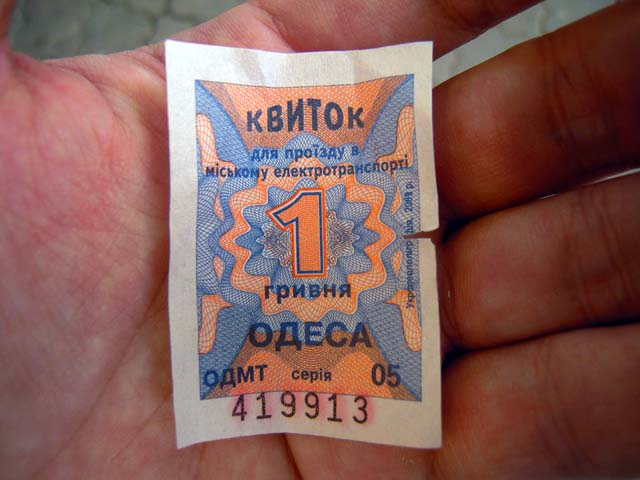 КВИТОК
для проїзду в
міському електротранспорті
1
гривня
ОДЕСА
ОДМТ серія 05
419913